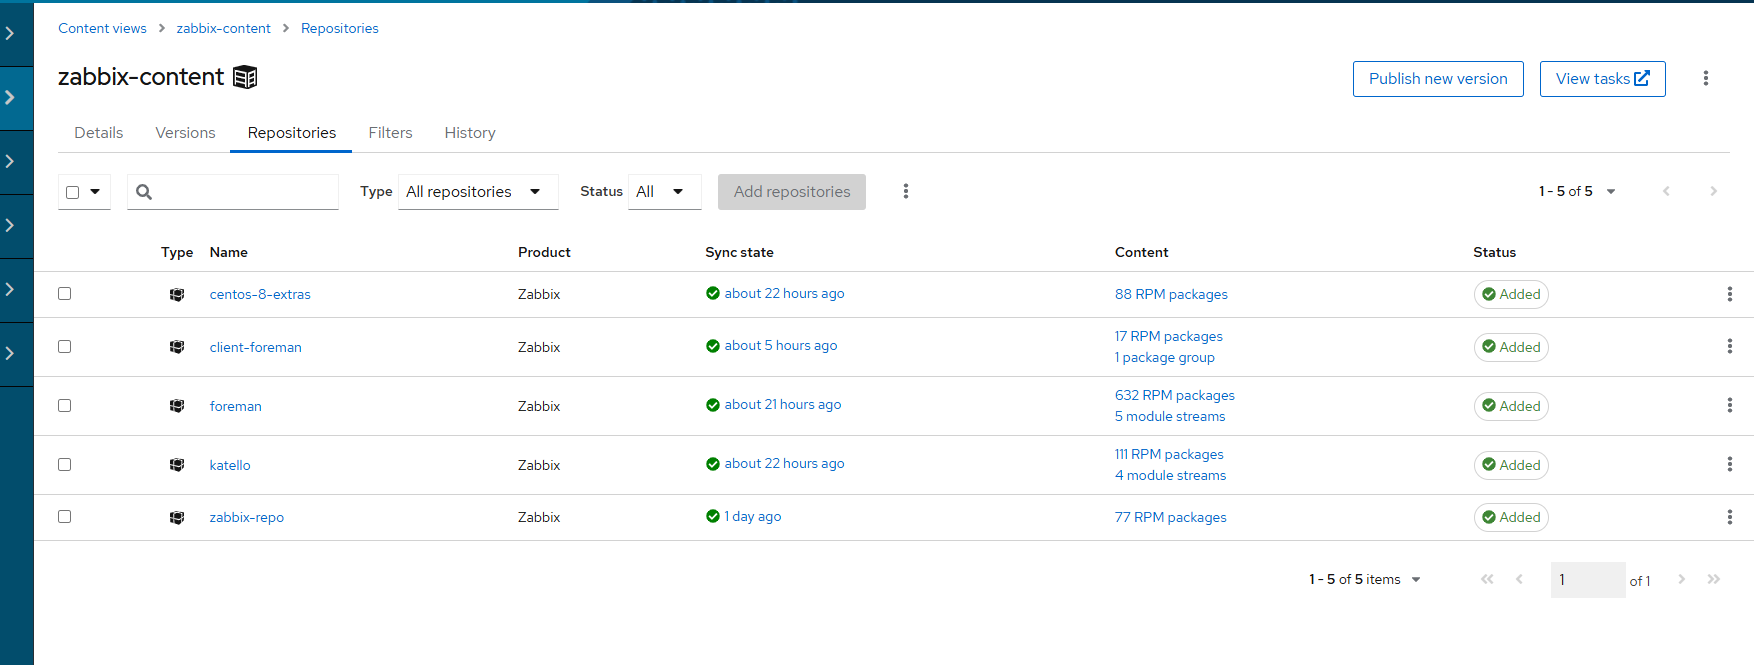 Content views > zabbix-content > Repositories
zabbix-content
Publish new version View tasks
Details Versions Repositories Filters History
Type All repositories Status All Add repositories 1 - 5 of 5
Type Name Product Sync state Content Status
centos-8-extras Zabbix about 22 hours ago 88 RPM packages Added
client-foreman Zabbix about 5 hours ago 17 RPM packages Added
1 package group
foreman Zabbix about 21 hours ago 632 RPM packages Added
5 module streams
katello Zabbix about 22 hours ago 111 RPM packages Added
4 module streams
zabbix-repo Zabbix 1 day ago 77 RPM packages Added
1 - 5 of 5 items 1 of 1